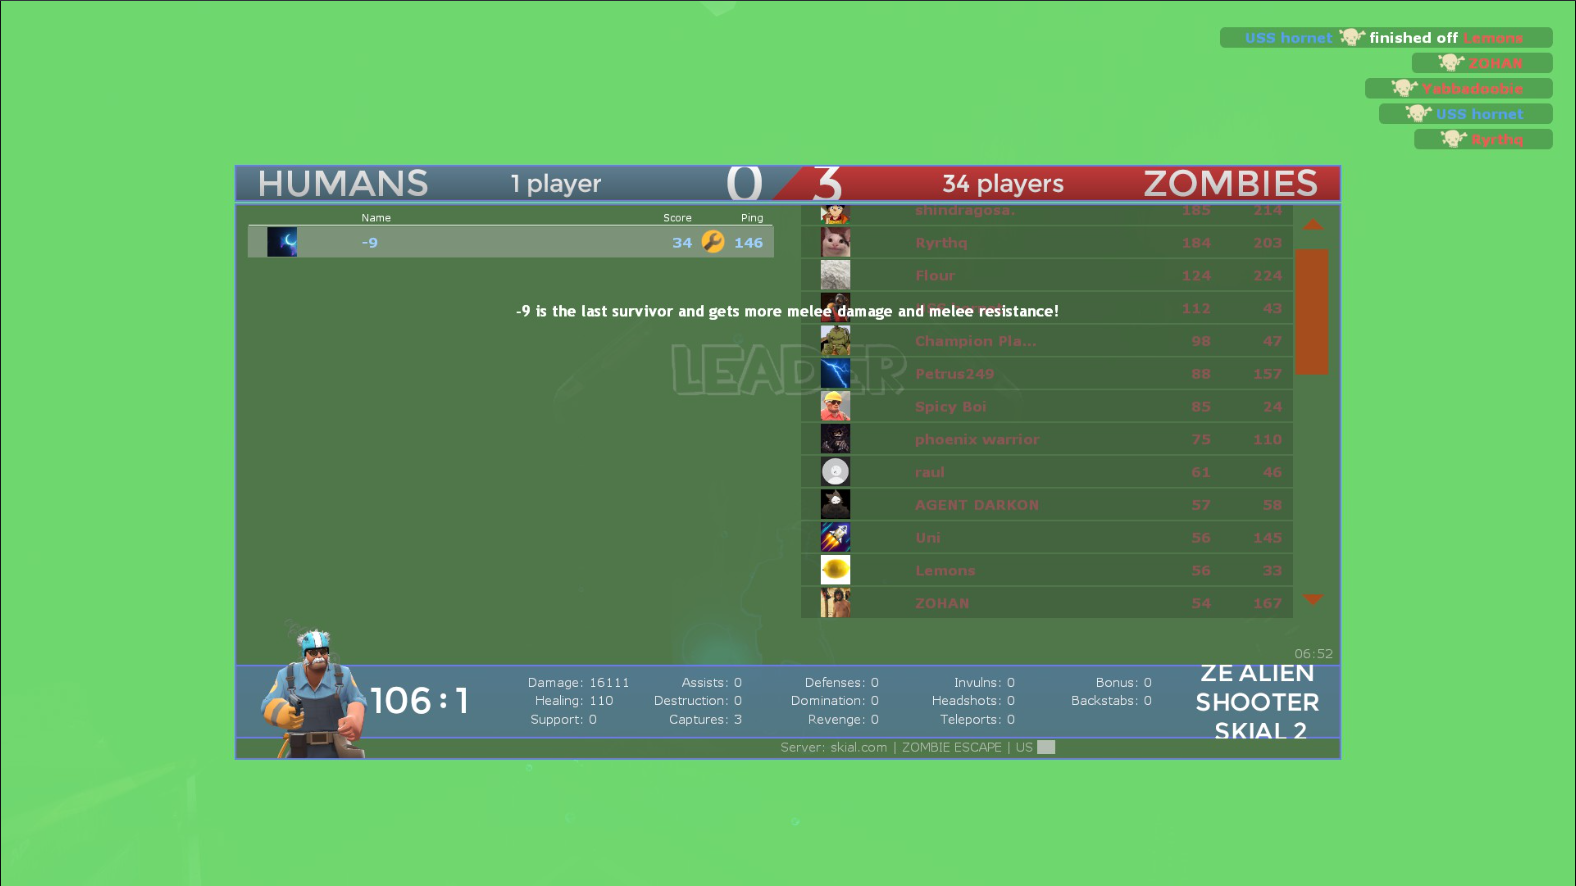 USS hornet finished off Lemons
ZOHAN
Yabbadoobie
USS hornet
Ryrthq
HUMANS 1 player 0 3 34 players ZOMBIES
Name Score Ping
-9 34 146
shindragosa. 185 214
Ryrthq 184 203
Flour 124 224
USS hornet 112 43
-9 is the last survivor and gets more melee damage and melee resistance!
Champion Pla... 98 47
LEADER
Petrus249 88 157
Spicy Boi 85 24
phoenix warrior 75 110
raul 61 46
AGENT DARKON 57 58
Uni 56 145
Lemons 56 33
ZOHAN 54 167
06:52
106:1
Damage: 16111 Assists: 0 Defenses: 0 Invulns: 0 Bonus: 0
Healing: 110 Destruction: 0 Domination: 0 Headshots: 0 Backstabs: 0
Support: 0 Captures: 3 Revenge: 0 Teleports: 0
ZE ALIEN
SHOOTER
SKIAL 2
Server: skial.com | ZOMBIE ESCAPE | US